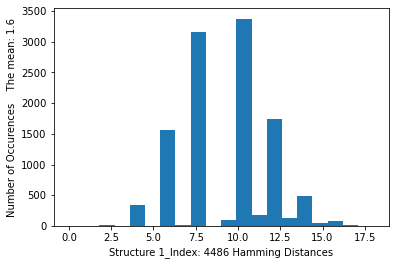 3500
3000
2500
2000
1500
1000
500
0
Number of Occurences    The mean: 1.6
0.0 2.5 5.0 7.5 10.0 12.5 15.0 17.5
Structure 1_Index: 4486 Hamming Distances